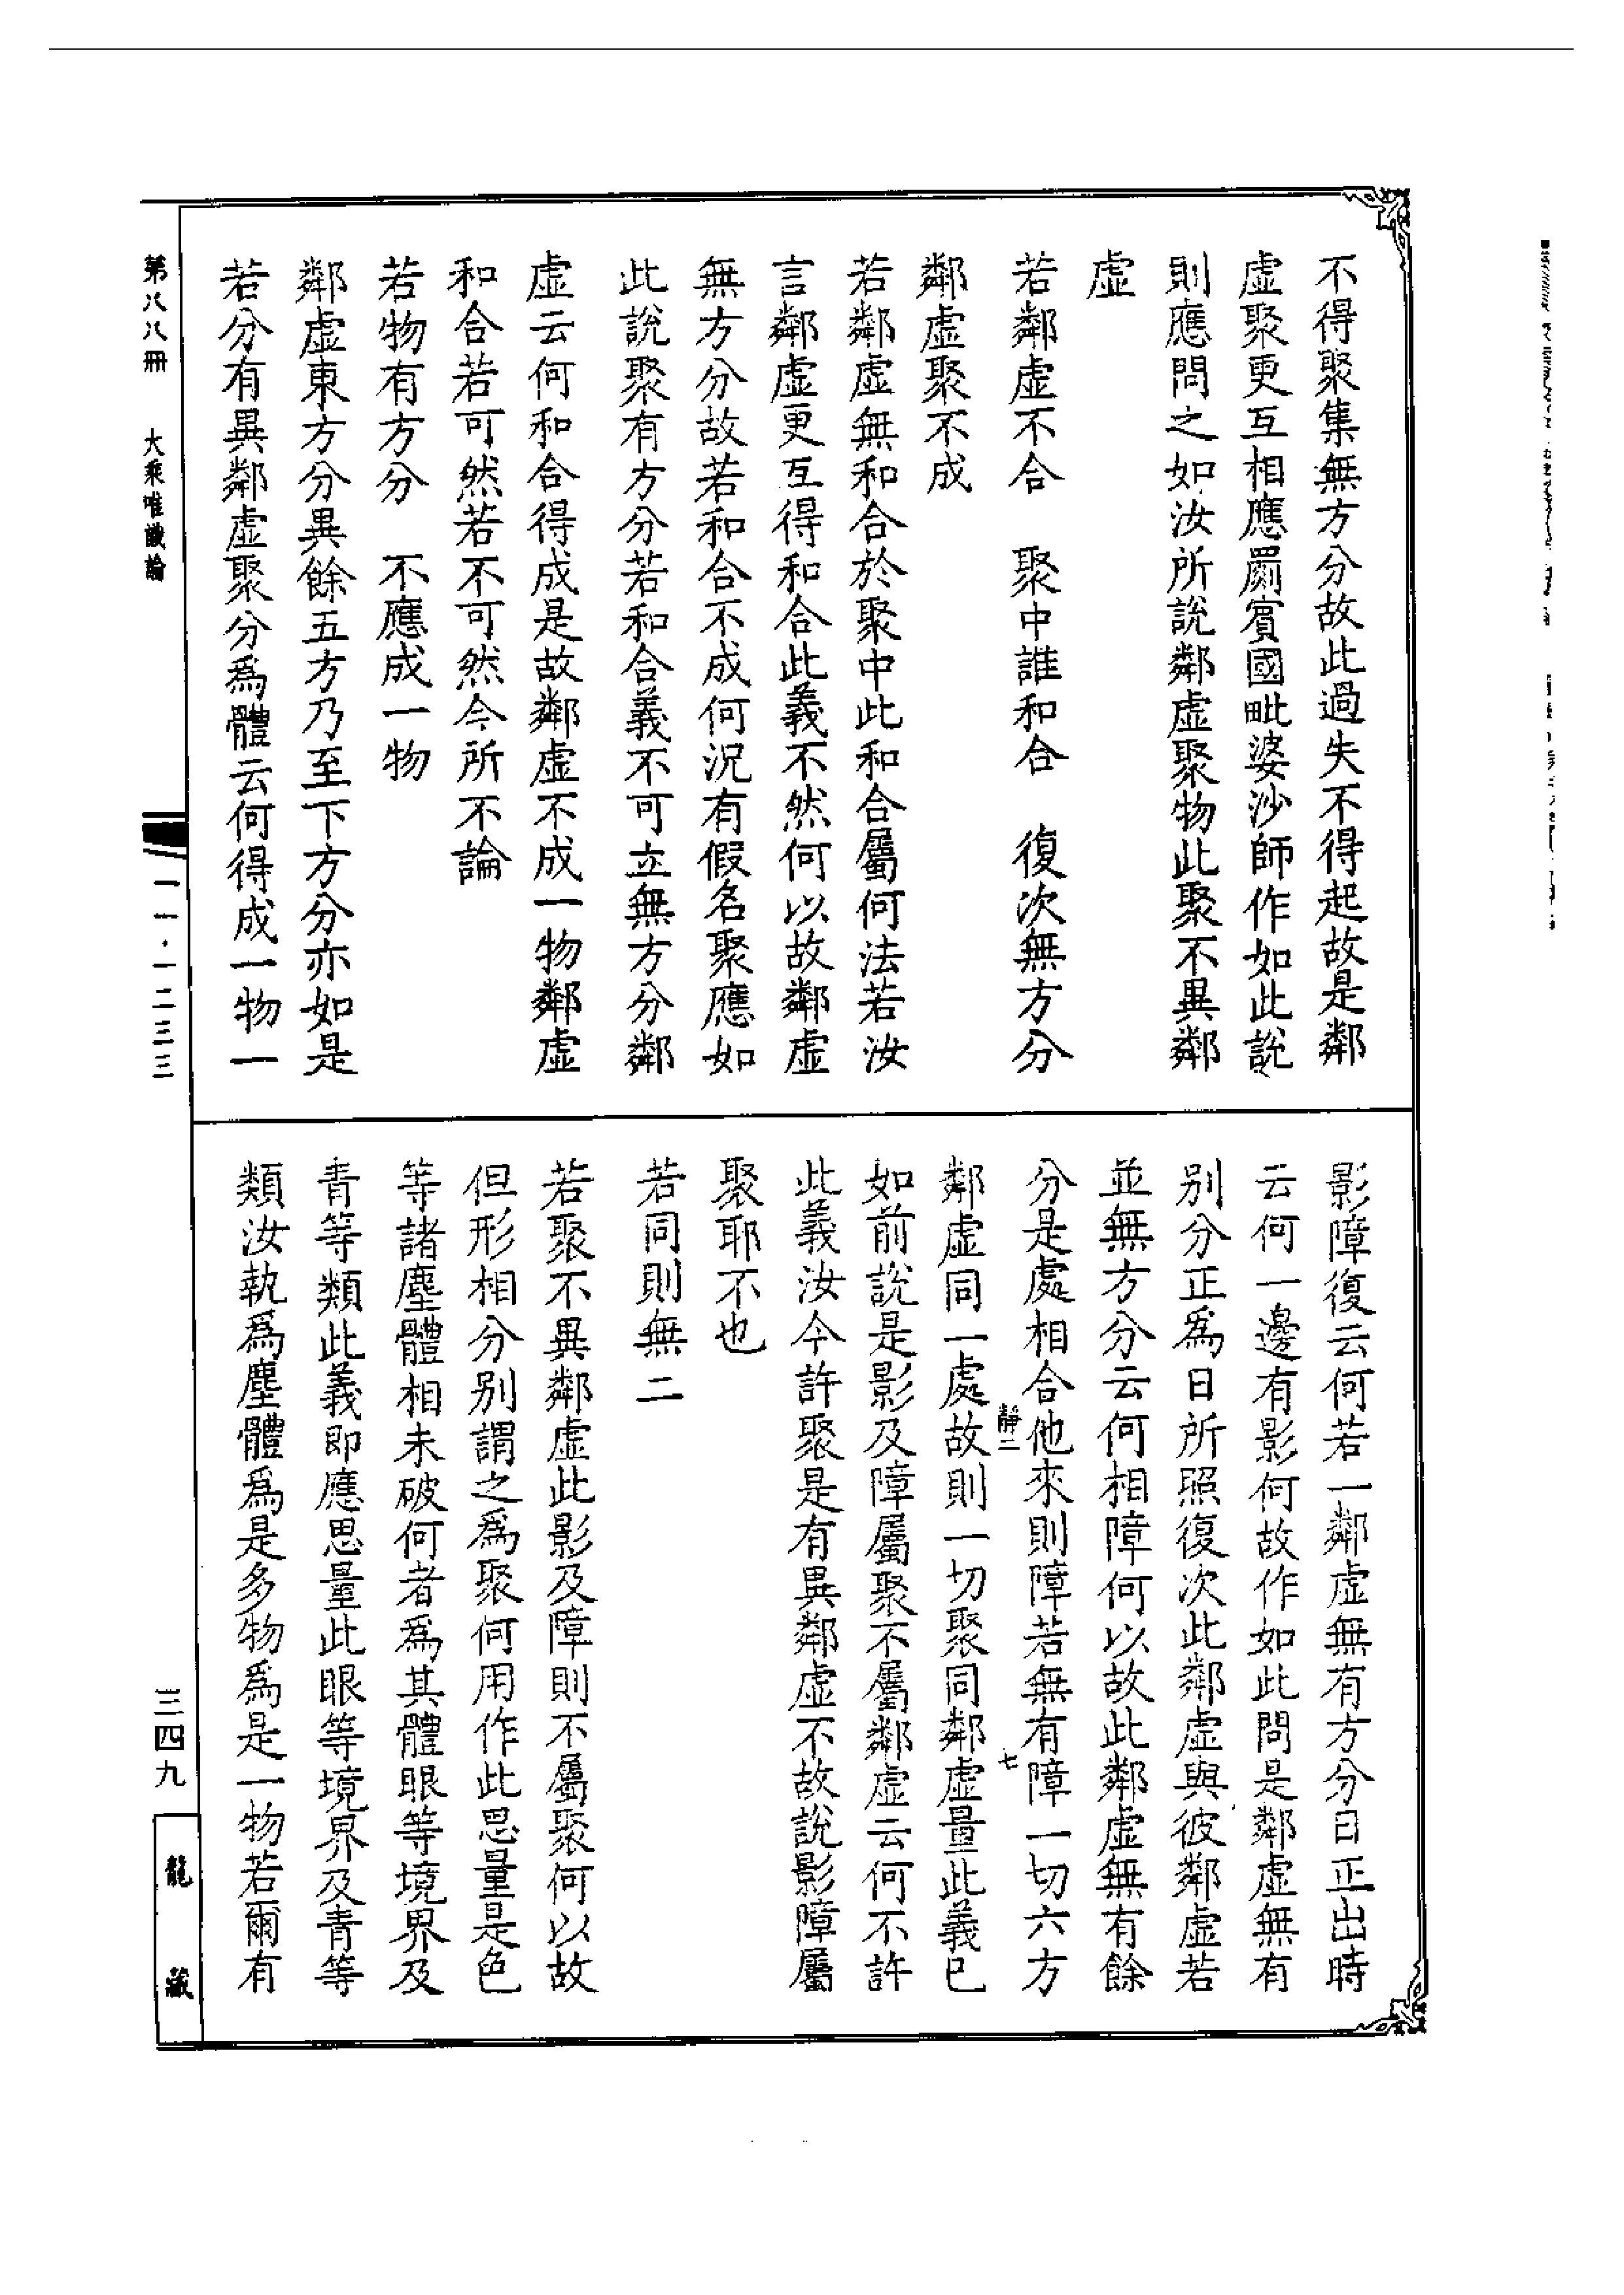 不得聚集無方分故此過失不得起故是鄰
虛聚更互相應罽賓國毗婆沙師作如此說
則應問之如汝所說鄰虛聚物此聚不異鄰
虛
若鄰虛不合　聚中誰和合　復次無方分
鄰虛聚不成
若鄰虛無和合於聚中此和合屬何法若汝
言鄰虛更互得和合此義不然何以故鄰虛
無方分故若和合不成何況有假名聚應如
此說聚有方分若和合義不可立無方分鄰
虛云何和合得成是故鄰虛不成一物鄰虛
和合若可然若不可然今所不論
若物有方分　不應成一物
鄰虛東方分異餘五方乃至下方分亦如是
若分有異鄰虛聚分為體云何得成一物一
影障復云何若一鄰虛無有方分日正出時
云何一邊有影何故作如此問是鄰虛無有
別分正為日所照復次此鄰虛與彼鄰虛若
並無方分云何相障何以故此鄰虛無有餘
分是處相合他來則障若無有障一切六方
靜二
七
鄰虛同一處故則一切聚同鄰虛量此義已
如前說是影及障屬聚不屬鄰虛云何不許
此義汝今許聚是有異鄰虛不故說影障屬
聚耶不也
若同則無二
若聚不異鄰虛此影及障則不屬聚何以故
但形相分別謂之為聚何用作此思量是色
等諸塵體相未破何者為其體眼等境界及
青等類此義即應思量此眼等境界及青等
類汝執為塵體為是多物為是一物若爾有
第八八冊　大乘唯識論
一一·一二三三
三四九
龍藏